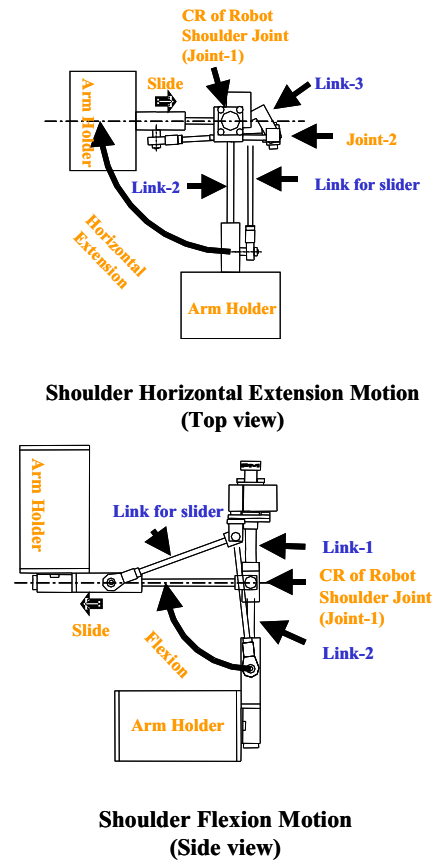 CR of Robot
Shoulder Joint
(Joint-1)
Slide
Link-3
Arm Holder
Joint-2
Link-2
Link for slider
Horizontal
Extension
Arm Holder
Shoulder Horizontal Extension Motion
(Top view)
Arm Holder
Link for slider
Link-1
CR of Robot
Shoulder Joint
(Joint-1)
Slide
Flexion
Link-2
Arm Holder
Shoulder Flexion Motion
(Side view)